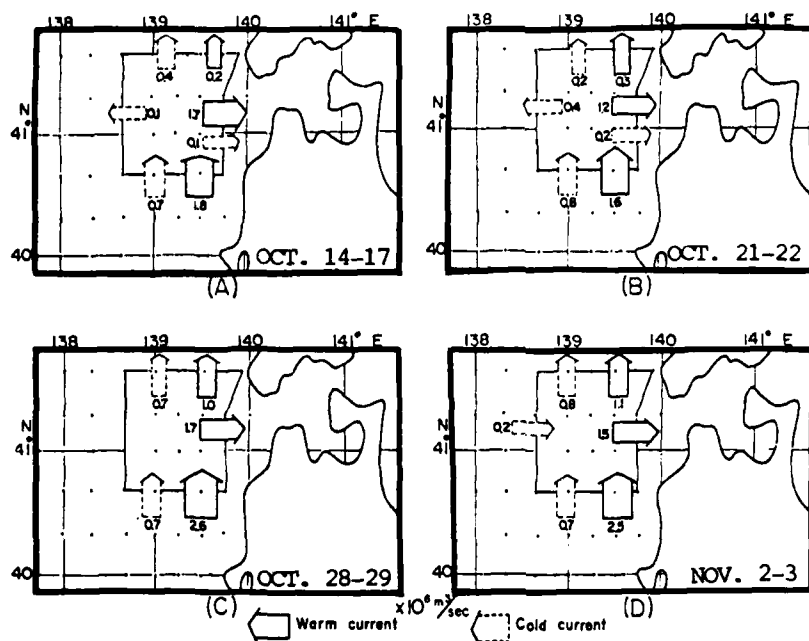 138 139 140 141° E
138 139 140 141° E
0.4 0.2
0.2 0.3
N 0.1 1.7
0.4 1.2
41°
N 41°
0.1
0.2
0.7 1.8
0.8 1.6
40 OCT. 14-17
40 OCT. 21-22
(A)
(B)
138 139 140 141° E
138 139 140 141° E
0.7 1.0
0.8 1.1
N 1.7
0.2 1.5
41°
N 41°
0.7 2.6
0.7 2.5
40 OCT. 28-29
40 NOV. 2-3
(C) ×10⁶ m³/sec (D)
Warm current Cold current